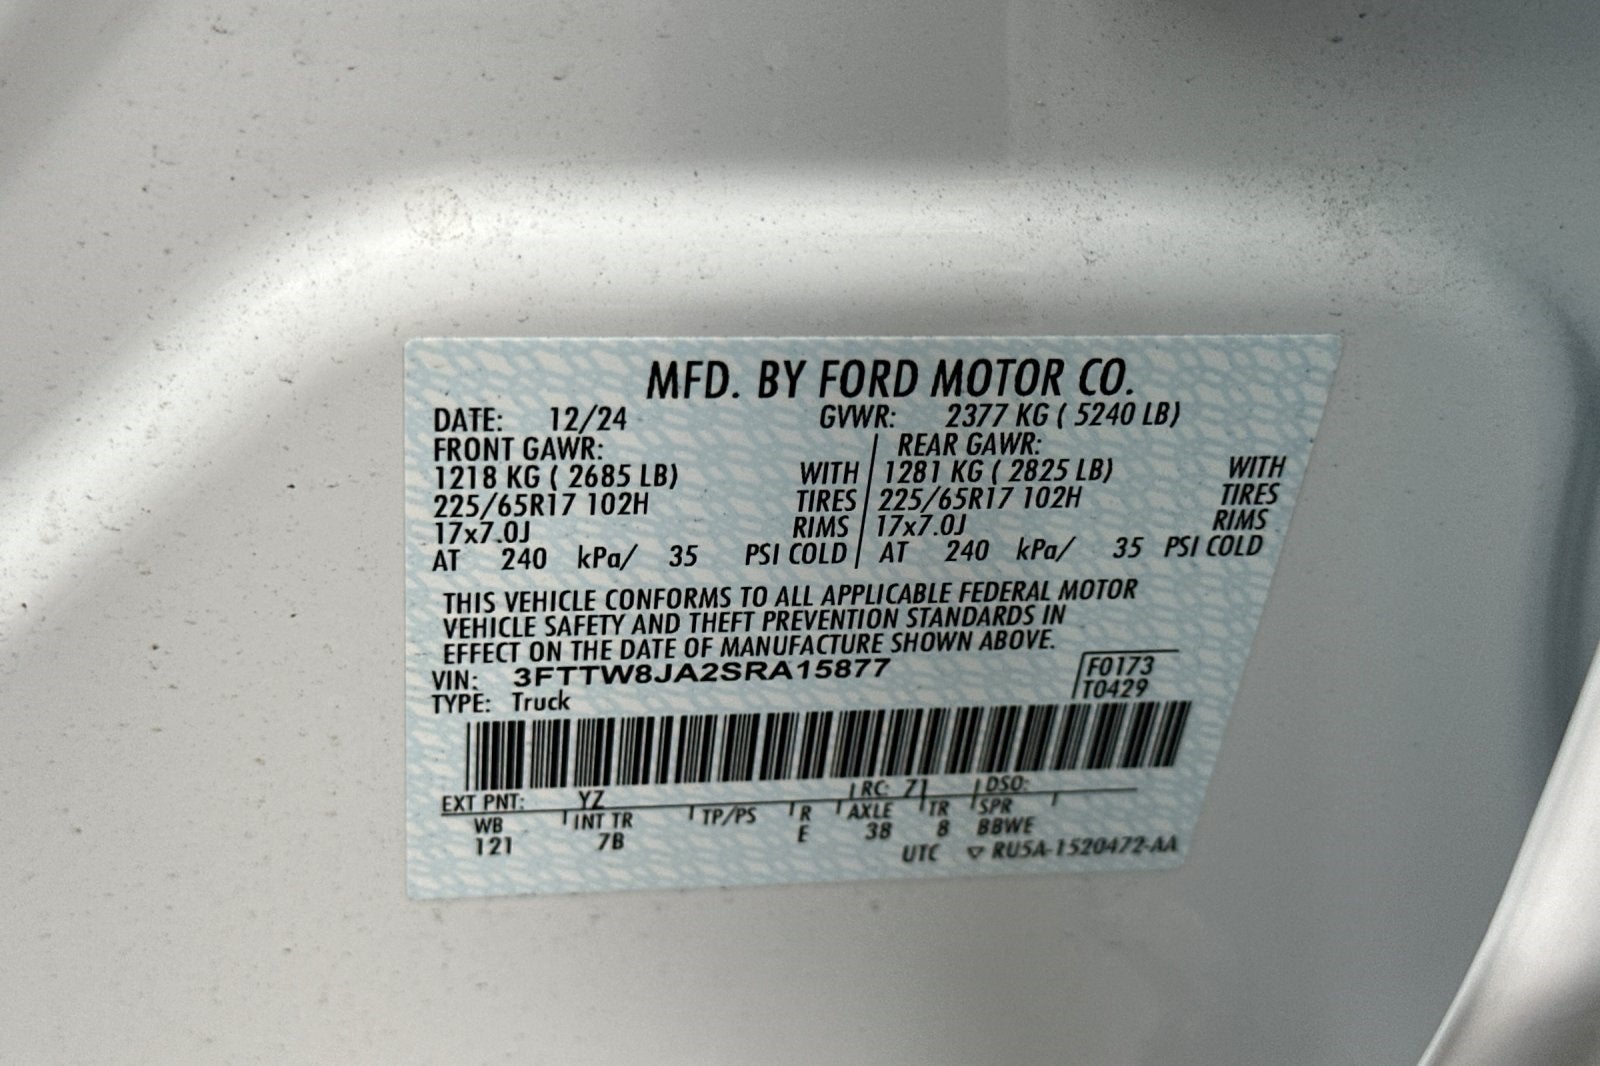 MFD. BY FORD MOTOR CO.
DATE: 12/24 GVWR: 2377 KG ( 5240 LB)
FRONT GAWR: REAR GAWR:
1218 KG ( 2685 LB) WITH 1281 KG ( 2825 LB) WITH
225/65R17 102H TIRES 225/65R17 102H TIRES
17x7.0J RIMS 17x7.0J RIMS
AT 240 kPa/ 35 PSI COLD AT 240 kPa/ 35 PSI COLD
THIS VEHICLE CONFORMS TO ALL APPLICABLE FEDERAL MOTOR
VEHICLE SAFETY AND THEFT PREVENTION STANDARDS IN
EFFECT ON THE DATE OF MANUFACTURE SHOWN ABOVE.
VIN: 3FTTW8JA2SRA15877 F0173
TYPE: Truck T0429
EXT PNT: YZ RC: 71 DSO:
WB INT TR TP/PS R AXLE TR SPR
121 7B E 38 8 BBWE
UTC ▽ RU5A-1520472-AA